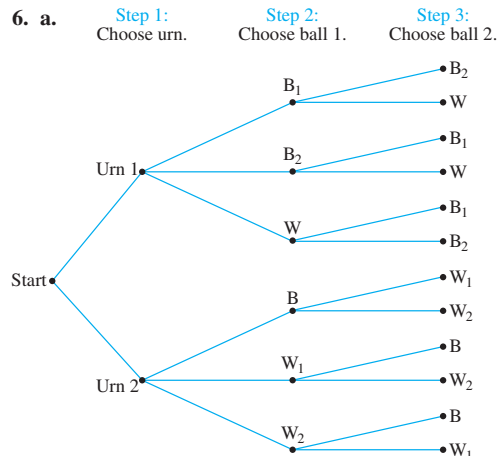 6. a. Step 1: Step 2: Step 3:
Choose urn. Choose ball 1. Choose ball 2.
B₂
B₁
W
B₁
B₂
Urn 1
W
B₁
W
B₂
Start
W₁
B
W₂
B
W₁
Urn 2
W₂
B
W₂
W₁